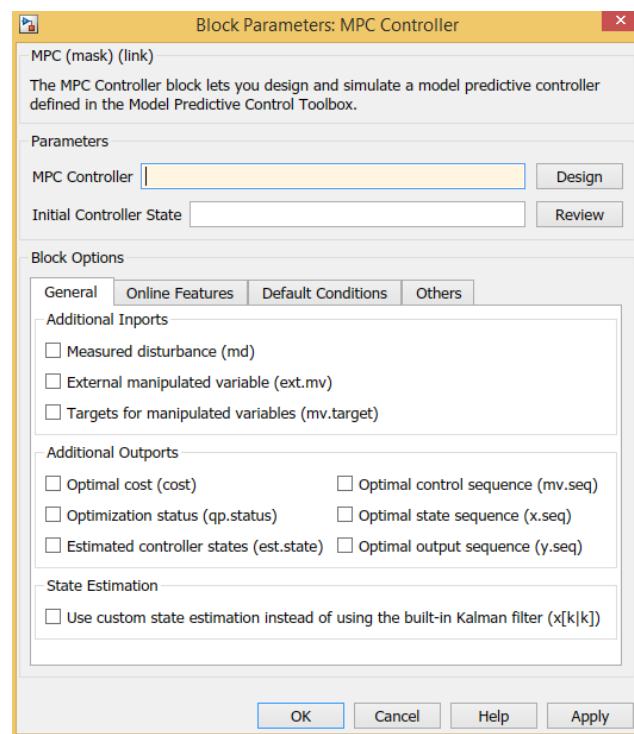 Block Parameters: MPC Controller
MPC (mask) (link)
The MPC Controller block lets you design and simulate a model predictive controller
defined in the Model Predictive Control Toolbox.
Parameters
MPC Controller
Design
Initial Controller State
Review
Block Options
General Online Features Default Conditions Others
Additional Inports
Measured disturbance (md)
External manipulated variable (ext.mv)
Targets for manipulated variables (mv.target)
Additional Outports
Optimal cost (cost) Optimal control sequence (mv.seq)
Optimization status (qp.status) Optimal state sequence (x.seq)
Estimated controller states (est.state) Optimal output sequence (y.seq)
State Estimation
Use custom state estimation instead of using the built-in Kalman filter (x[k|k])
OK Cancel Help Apply